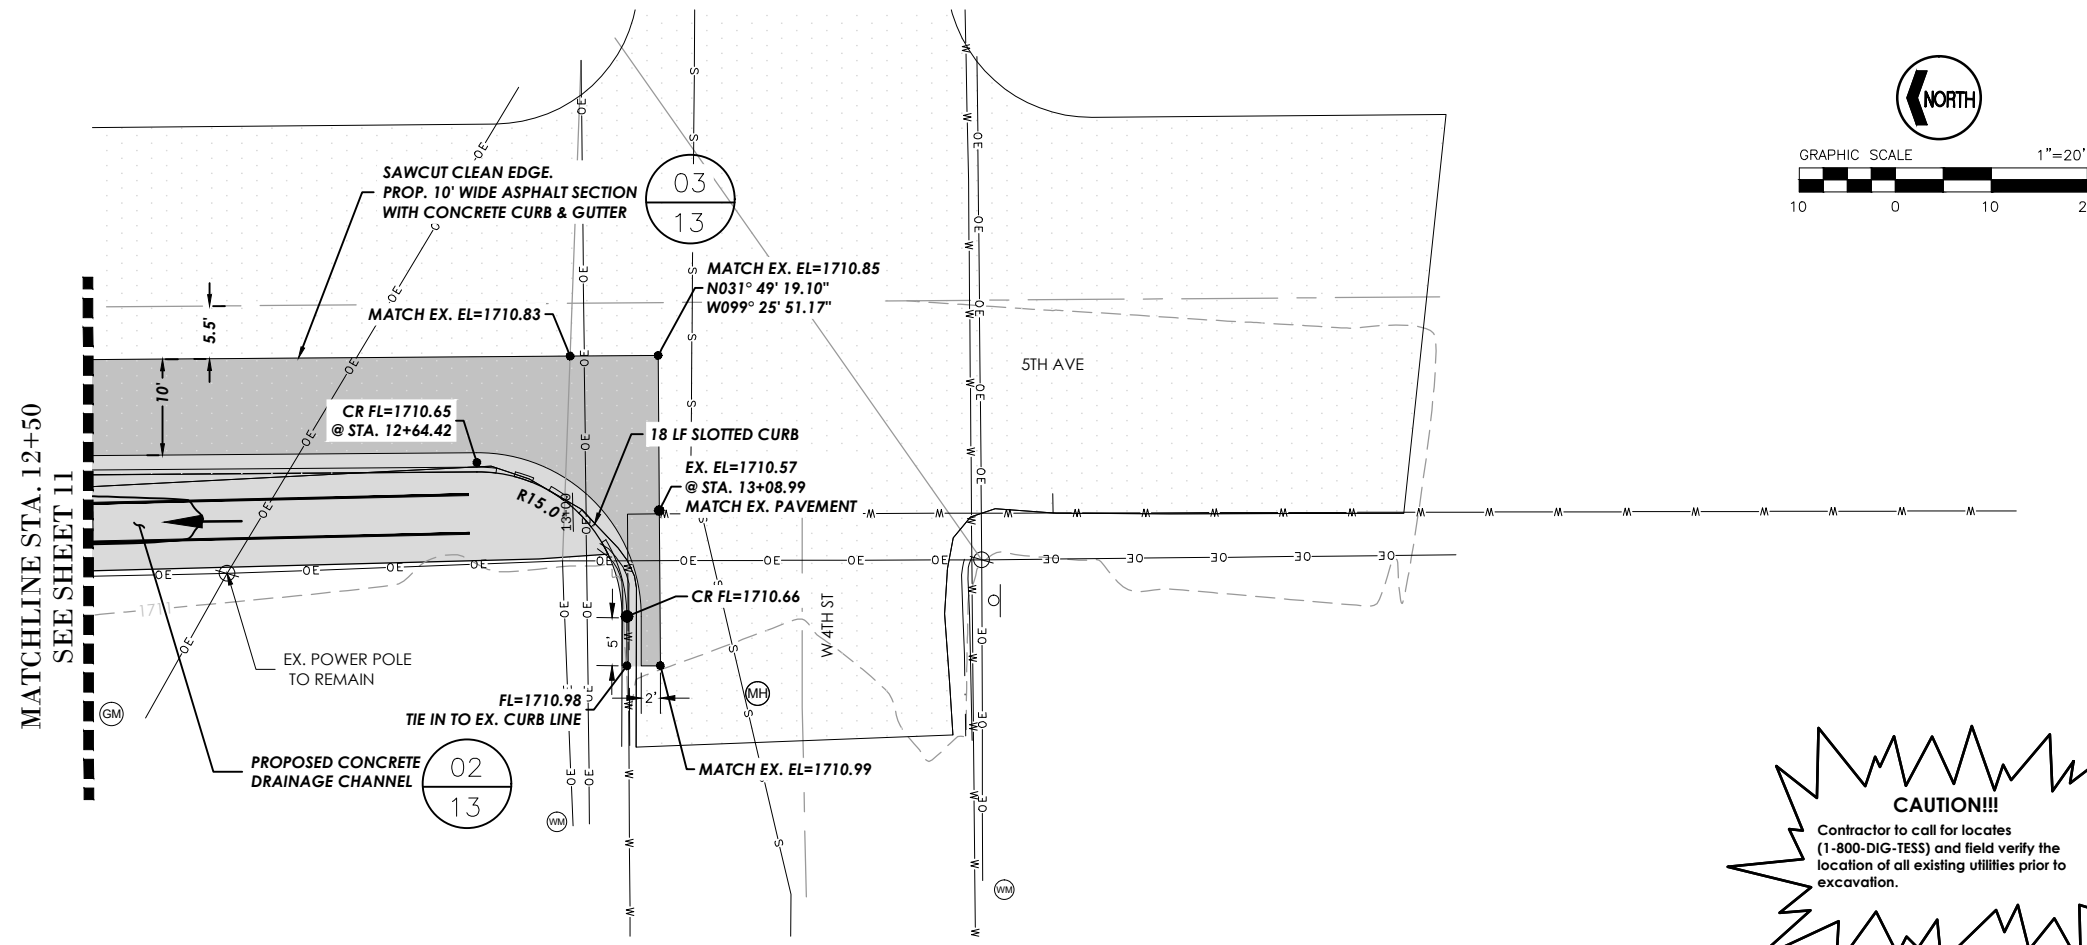 NORTH
GRAPHIC SCALE 1"=20'
10 0 10 2
SAWCUT CLEAN EDGE.
PROP. 10' WIDE ASPHALT SECTION
WITH CONCRETE CURB & GUTTER
03
13
MATCH EX. EL=1710.85
N031° 49' 19.10"
W099° 25' 51.17"
MATCH EX. EL=1710.83
5.5'
10'
5TH AVE
CR FL=1710.65
@ STA. 12+64.42
18 LF SLOTTED CURB
EX. EL=1710.57
@ STA. 13+08.99
MATCH EX. PAVEMENT
R15.0'
13+00
MATCHLINE STA. 12+50
SEE SHEET 11
1711
CR FL=1710.66
W 4TH ST
5'
EX. POWER POLE
TO REMAIN
FL=1710.98
TIE IN TO EX. CURB LINE
2'
MH
GM
PROPOSED CONCRETE
DRAINAGE CHANNEL
02
13
MATCH EX. EL=1710.99
WM
WM
CAUTION!!!
Contractor to call for locates
(1-800-DIG-TESS) and field verify the
location of all existing utilities prior to
excavation.
OE
W
S